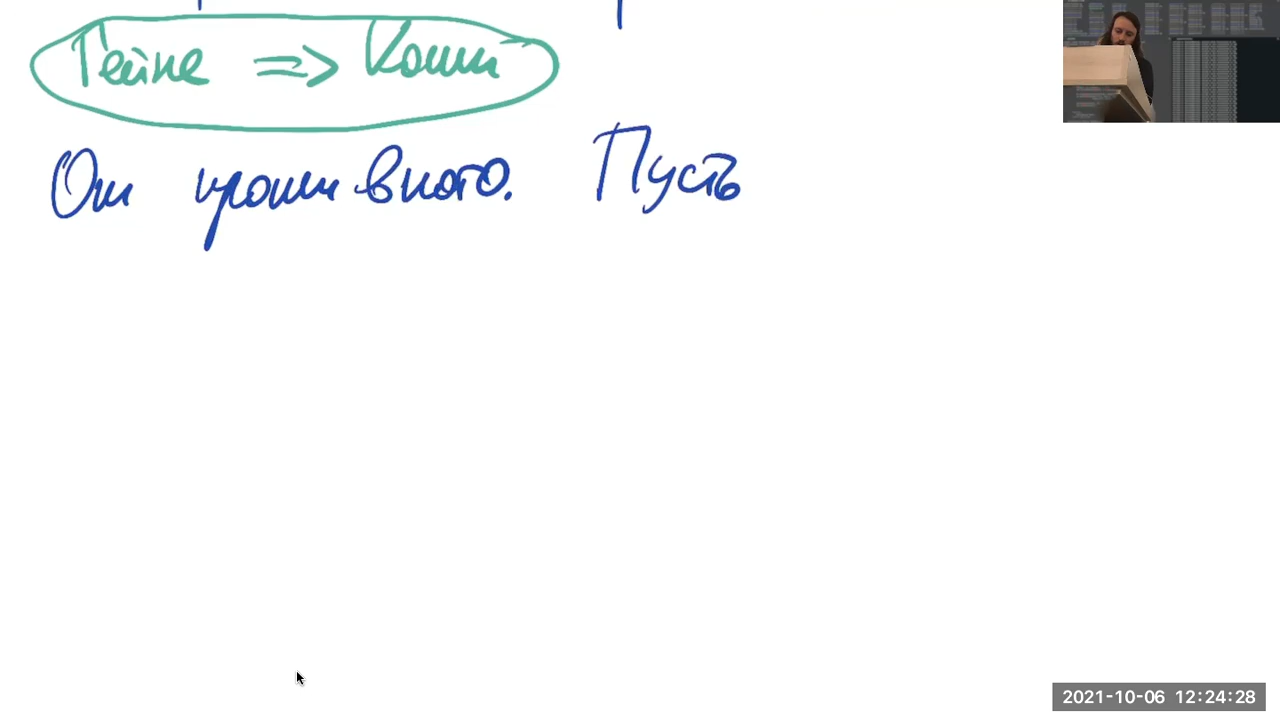 Гейне => Коши
От противного. Пусть
2021-10-06 12:24:28